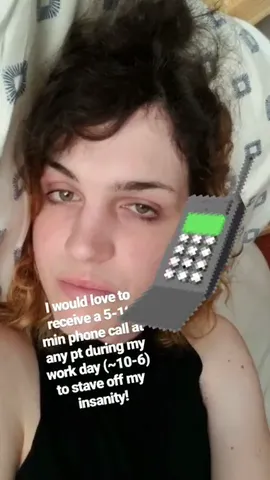 I would love to
receive a 5-1
min phone call at
any pt during my
work day (~10-6)
to stave off my
insanity!